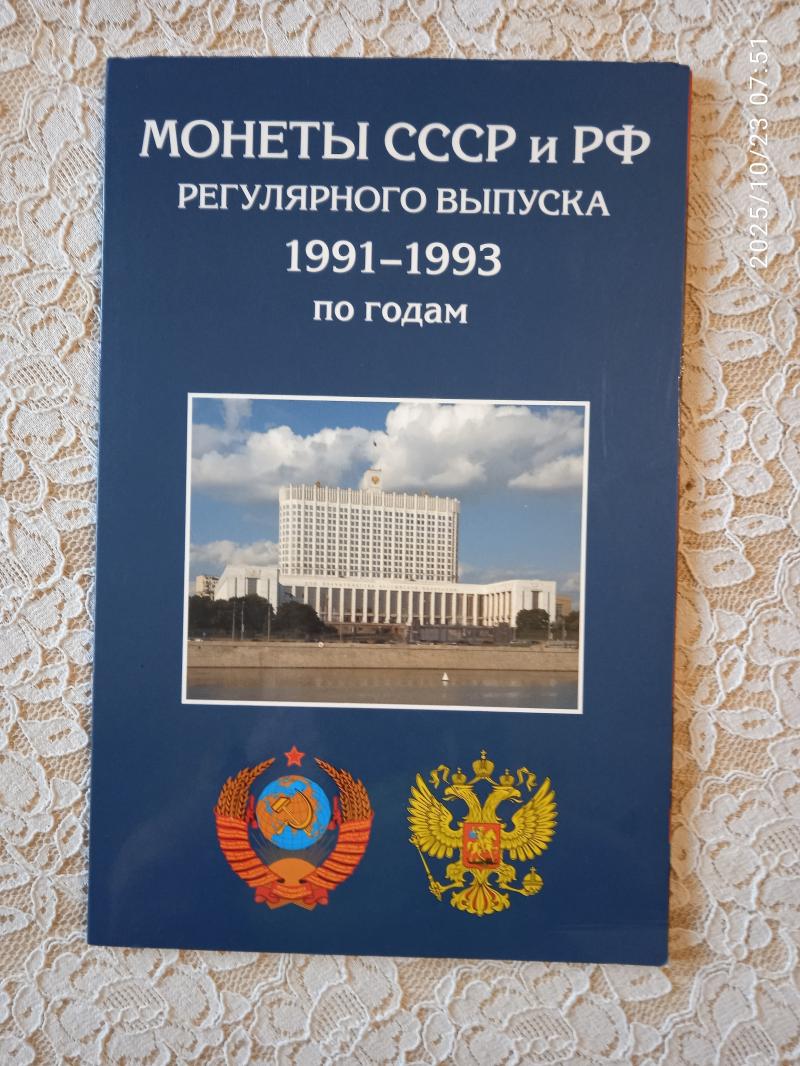 МОНЕТЫ СССР и РФ
РЕГУЛЯРНОГО ВЫПУСКА
1991–1993
по годам
2025/10/23 07:51